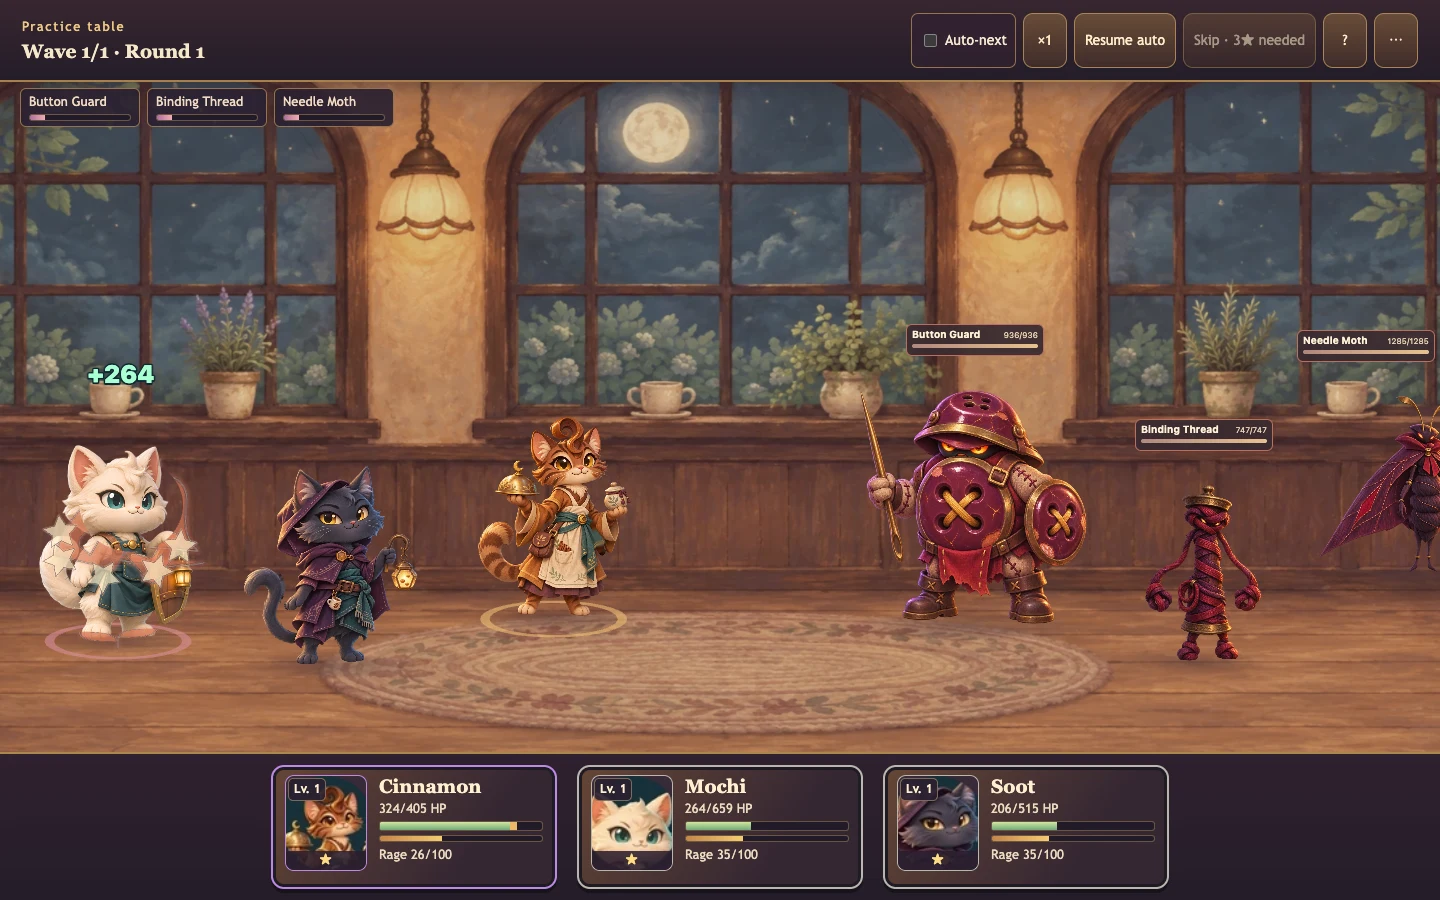 Practice table
Wave 1/1 · Round 1
Auto-next
×1
Resume auto
Skip · 3★ needed
?
...
Button Guard
Binding Thread
Needle Moth
+264
Button Guard 936/936
Needle Moth 1285/1285
Binding Thread 747/747
Lv. 1
Cinnamon
324/405 HP
Rage 26/100
Lv. 1
Mochi
264/659 HP
Rage 35/100
Lv. 1
Soot
206/515 HP
Rage 35/100